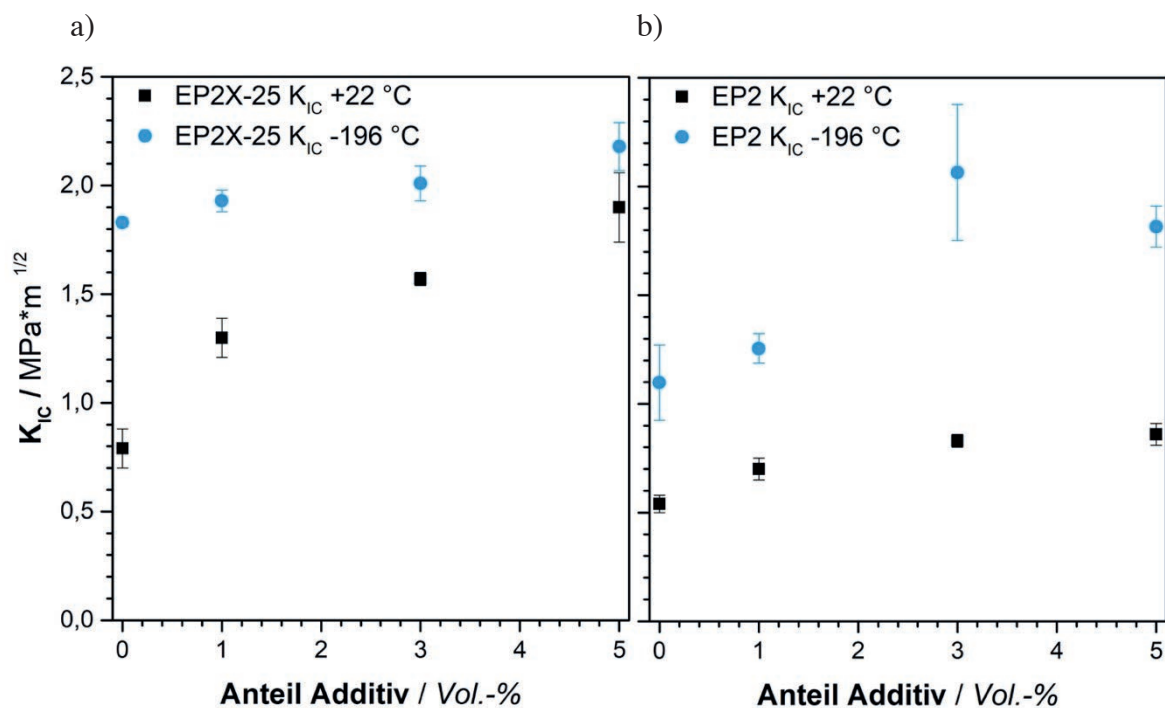 a)
b)
2,5
2,0
1,5
1,0
0,5
0,0
K_IC / MPa*m^1/2
EP2X-25 K_IC +22 °C
EP2X-25 K_IC -196 °C
EP2 K_IC +22 °C
EP2 K_IC -196 °C
0 1 2 3 4 5
0 1 2 3 4 5
Anteil Additiv / Vol.-%
Anteil Additiv / Vol.-%